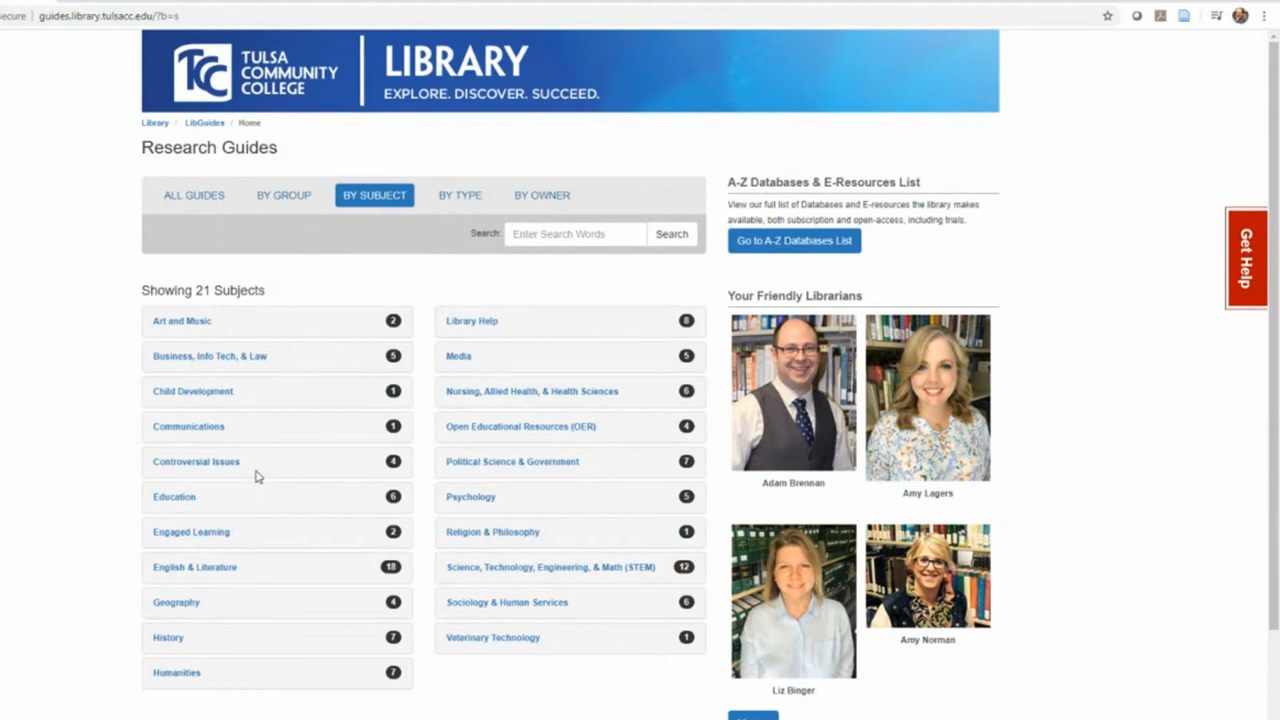 ecure guides.library.tulsacc.edu/?b=s
TCC TULSA COMMUNITY COLLEGE
LIBRARY
EXPLORE. DISCOVER. SUCCEED.
Library / LibGuides / Home
Research Guides
ALL GUIDES BY GROUP BY SUBJECT BY TYPE BY OWNER
Search: Enter Search Words Search
Showing 21 Subjects
Art and Music 2
Business, Info Tech, & Law 5
Child Development 1
Communications 1
Controversial Issues 4
Education 6
Engaged Learning 2
English & Literature 18
Geography 4
History 7
Humanities 7
Library Help 8
Media 5
Nursing, Allied Health, & Health Sciences 6
Open Educational Resources (OER) 4
Political Science & Government 7
Psychology 5
Religion & Philosophy 1
Science, Technology, Engineering, & Math (STEM) 12
Sociology & Human Services 6
Veterinary Technology 1
A-Z Databases & E-Resources List
View our full list of Databases and E-resources the library makes
available, both subscription and open-access, including trials.
Go to A-Z Databases List
Your Friendly Librarians
Adam Brennan
Amy Lagers
Liz Binger
Amy Norman
Get Help